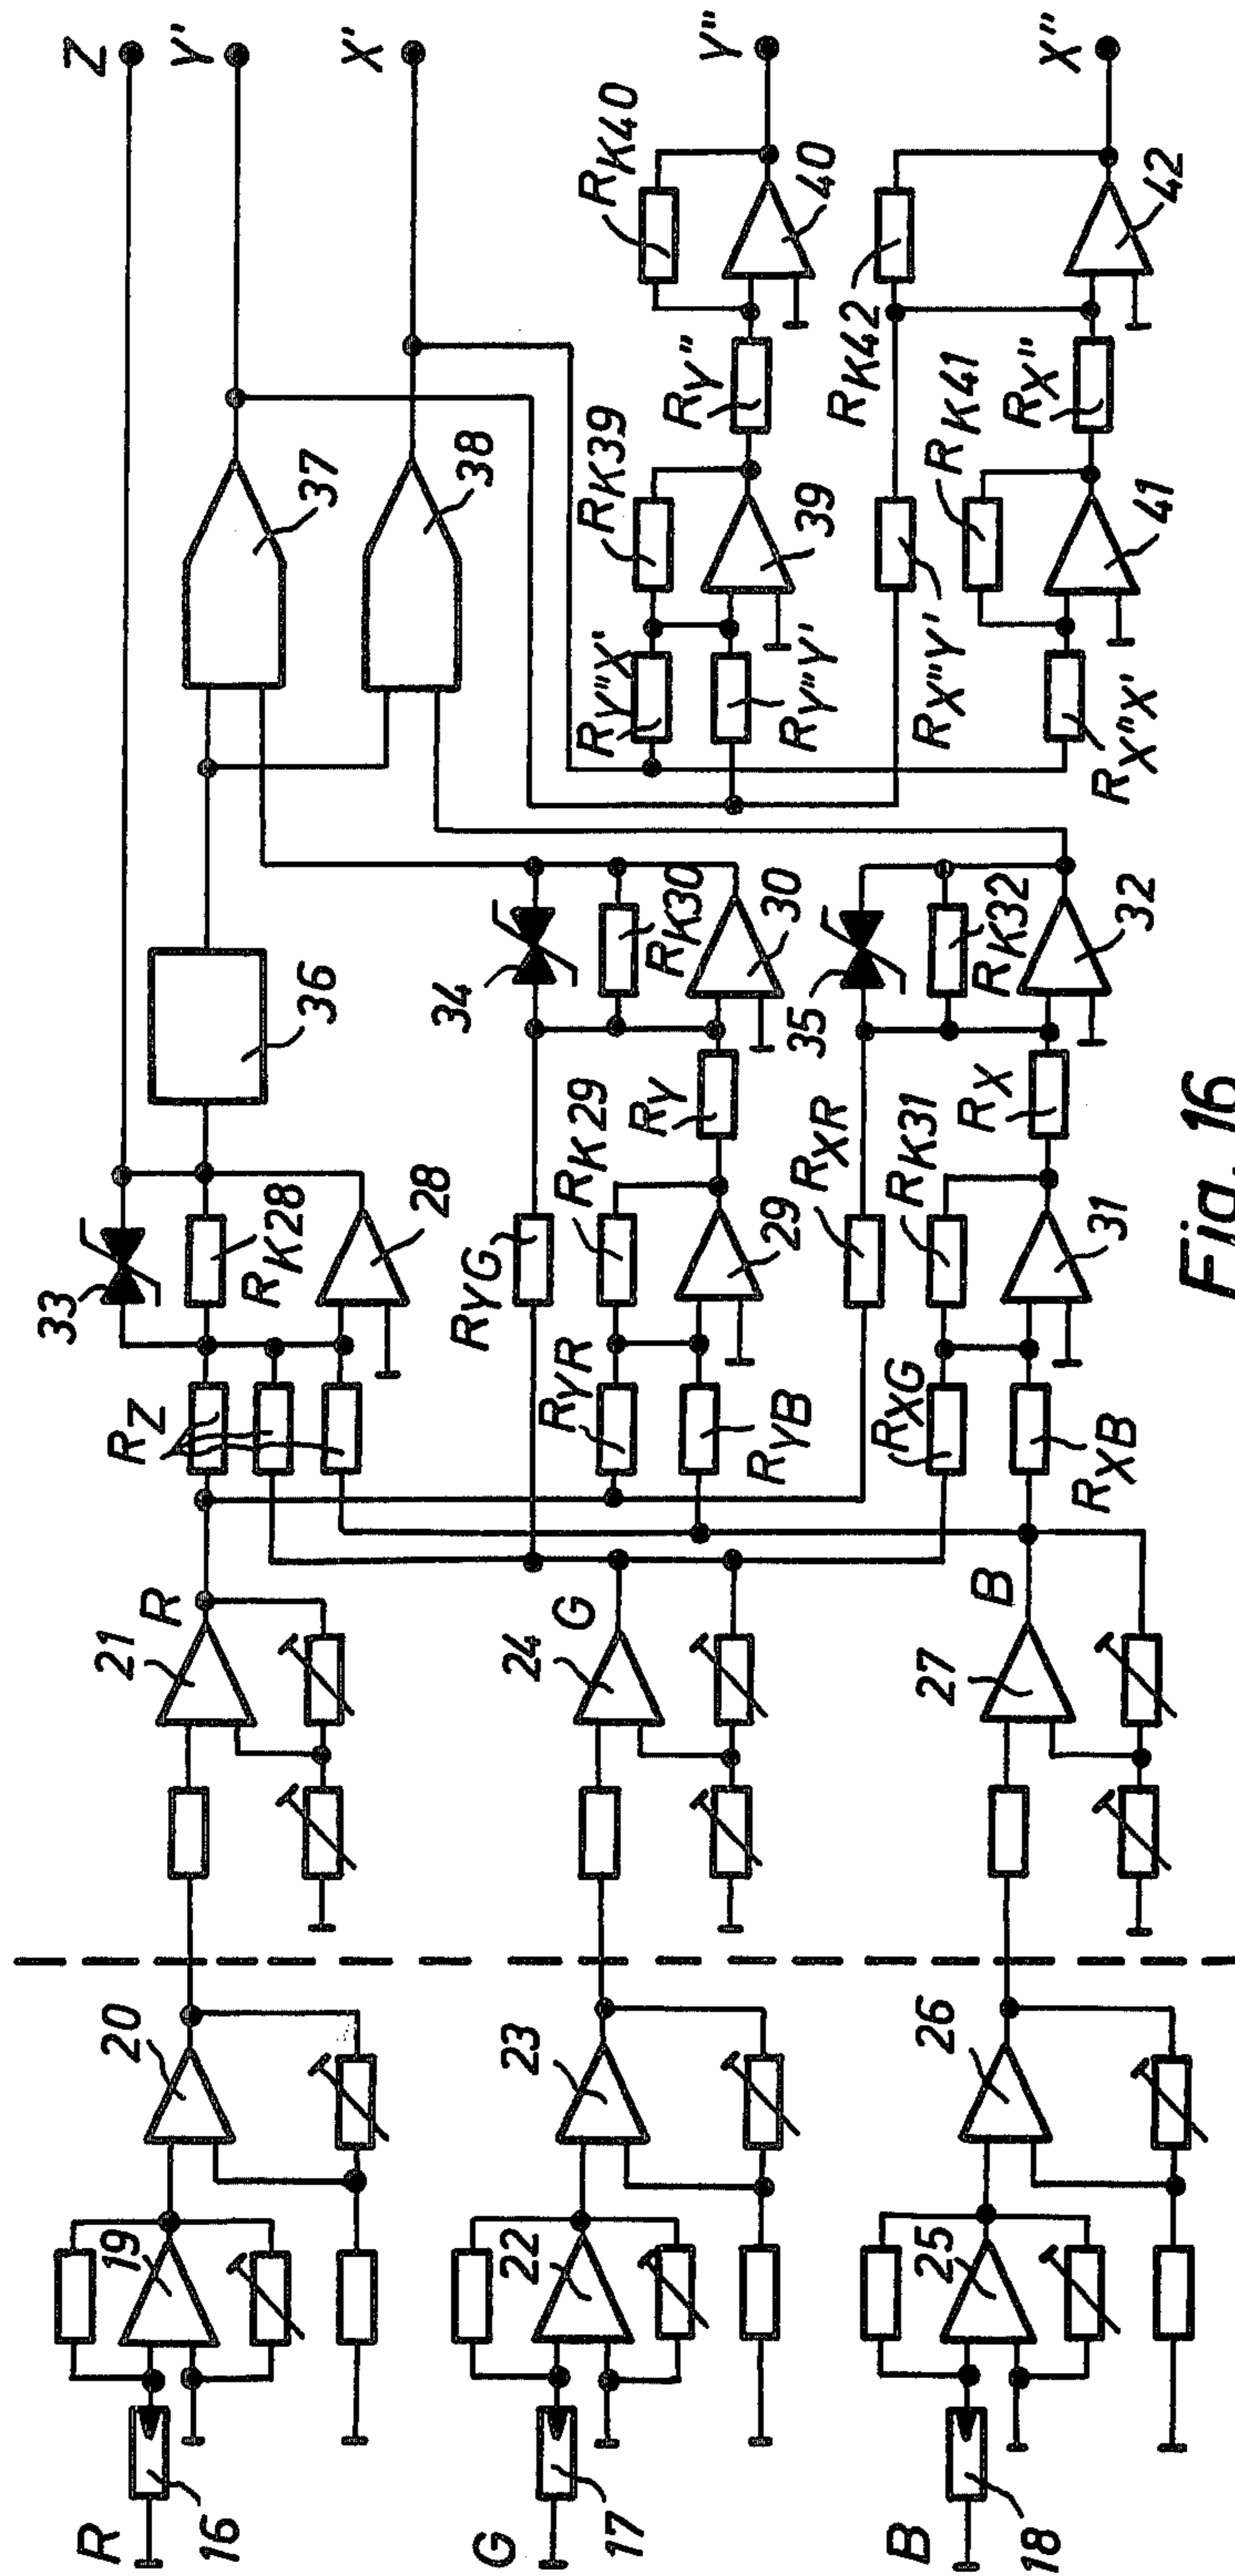 Z
Y'
X'
33
R_Z
R_K28
28
36
37
38
R
16
19
20
21
R
34
R_YG
R_K30
30
R_Y"X'
R_K39
R_Y"
R_K40
Y"
G
17
22
23
24
G
R_YR
R_K29
29
R_Y
R_YB
R_Y"Y'
39
40
R_XR
35
R_K32
32
R_X"Y'
R_K42
B
18
25
26
27
B
R_XG
R_K31
31
R_X
R_XB
R_K41
R_X"
R_X"X'
41
42
X"
Fig. 16